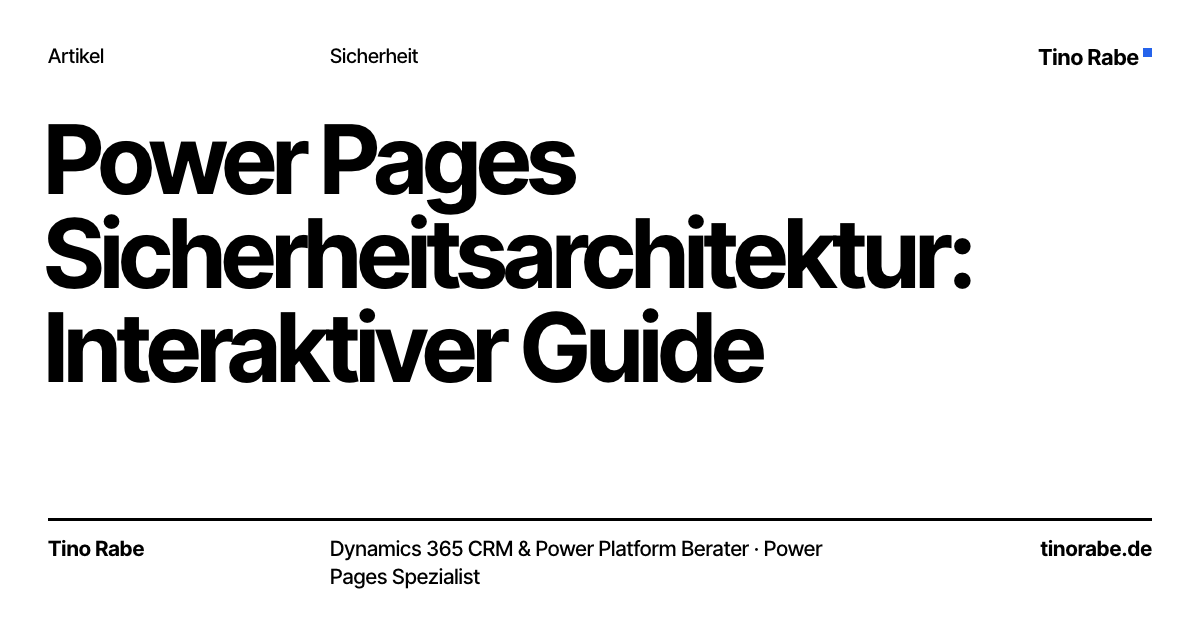 Artikel
Sicherheit
Tino Rabe
Power Pages
Sicherheitsarchitektur:
Interaktiver Guide
Tino Rabe
Dynamics 365 CRM & Power Platform Berater · Power
Pages Spezialist
tinorabe.de